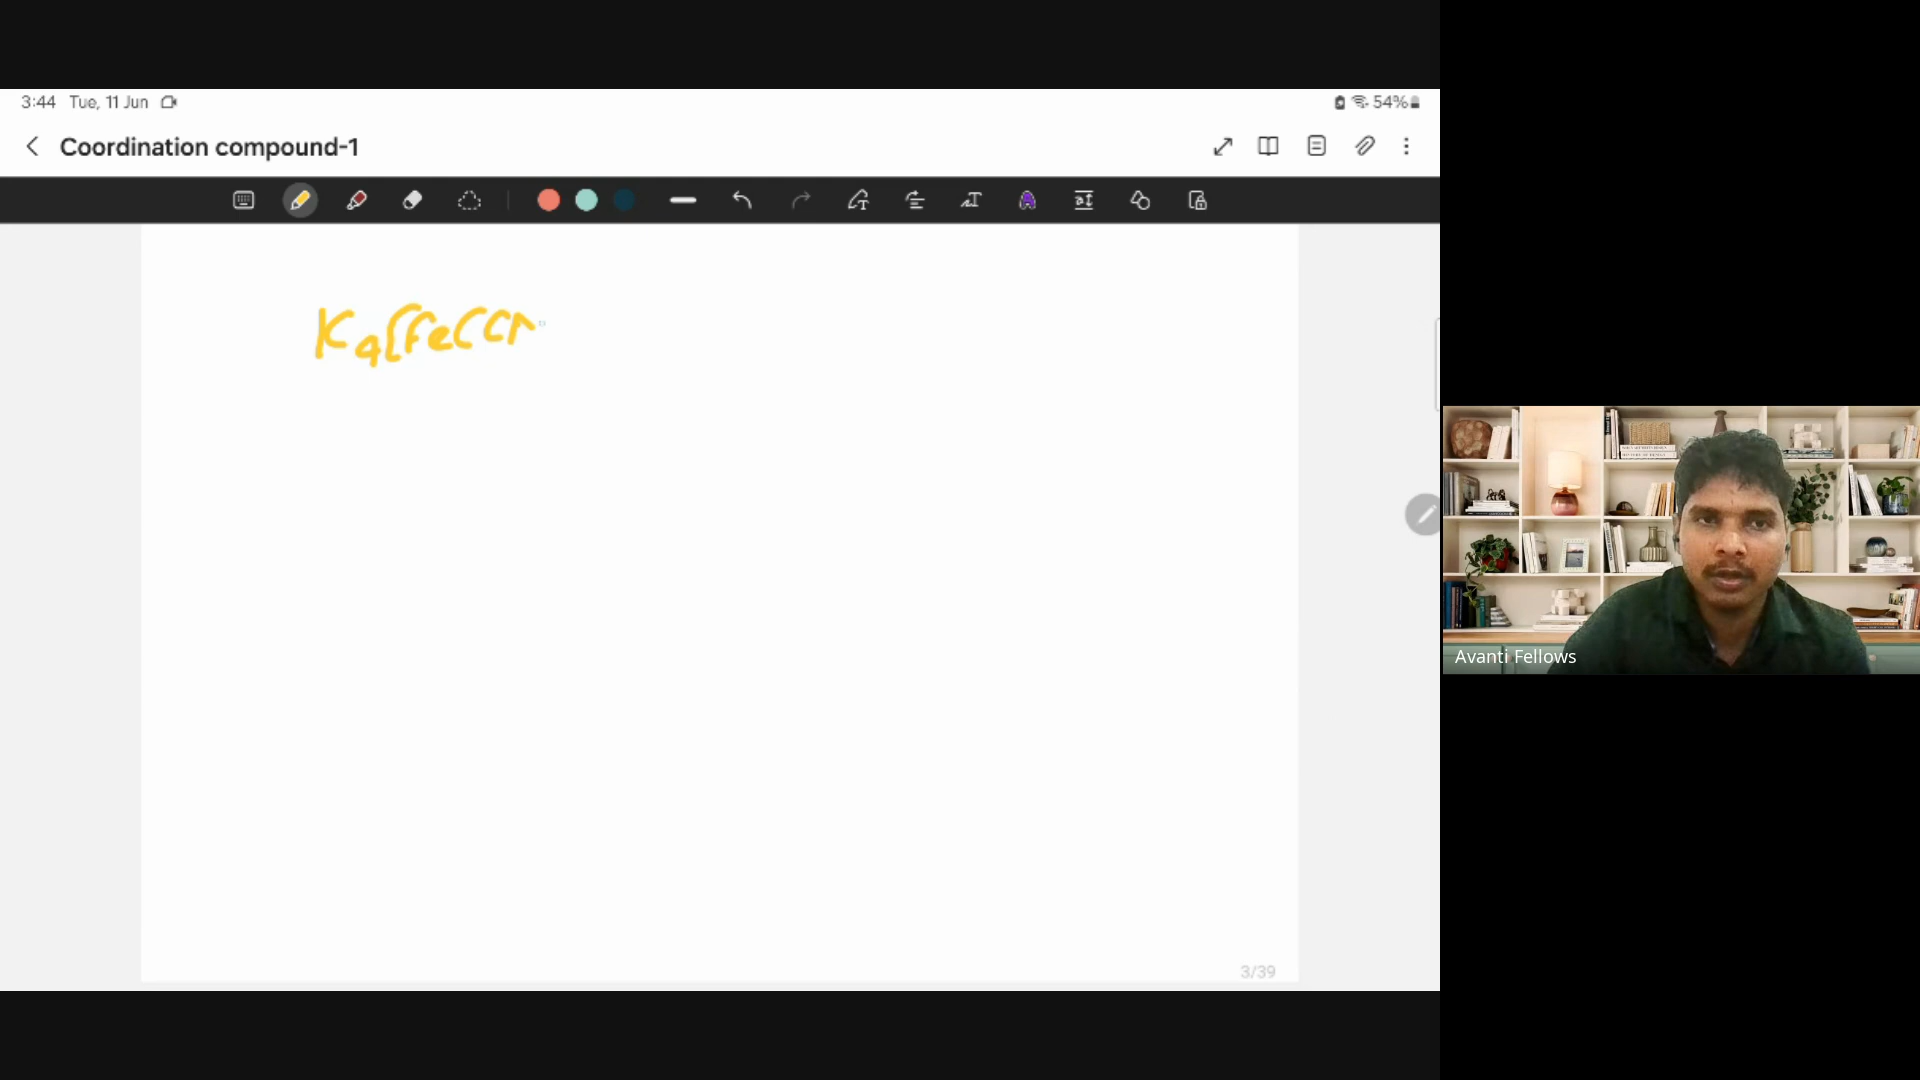 3:44 Tue, 11 Jun 54%
Coordination compound-1
K4[Fe(CN
Avanti Fellows
3/39